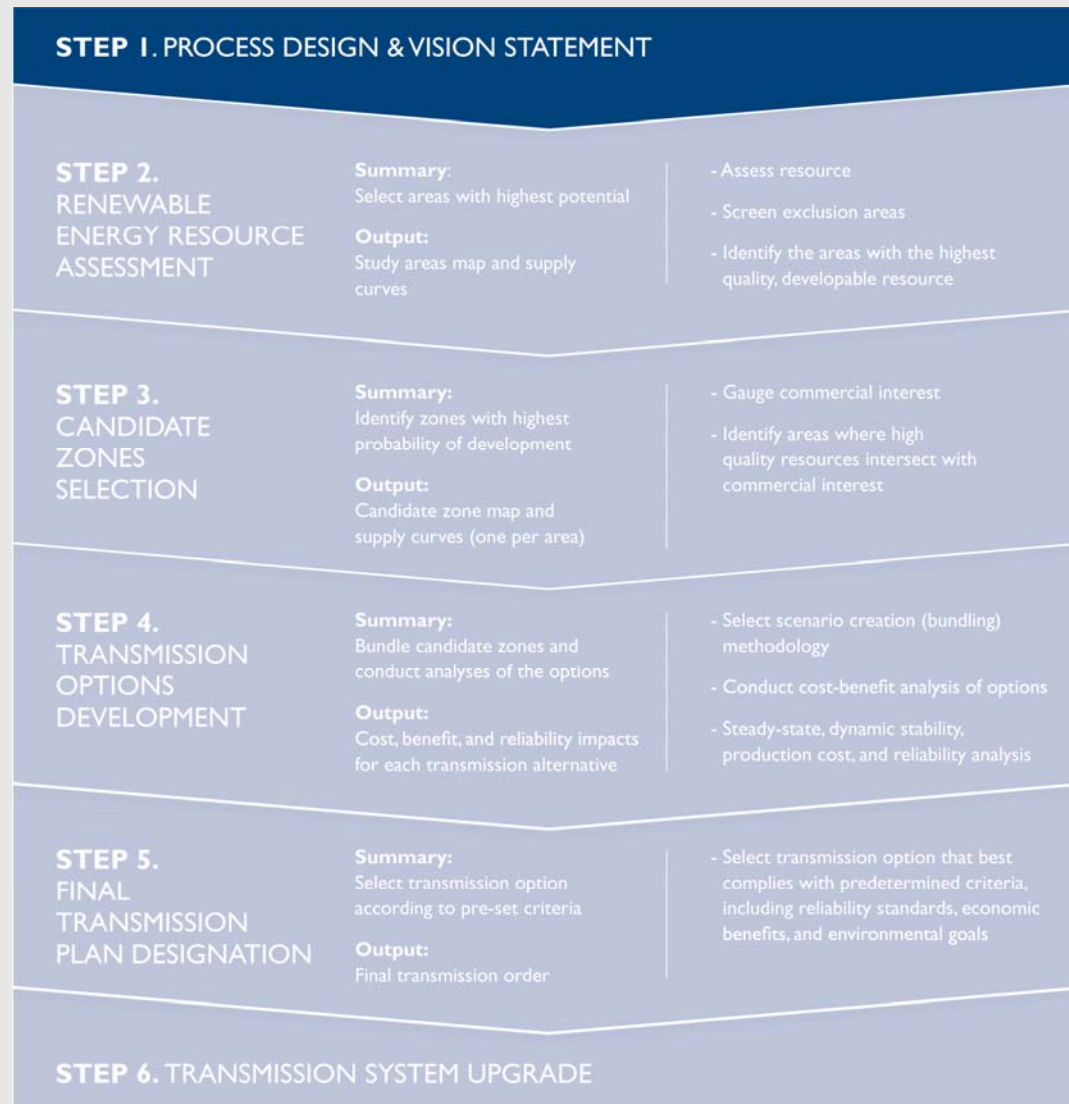 STEP 1. PROCESS DESIGN & VISION STATEMENT
STEP 2.
RENEWABLE
ENERGY RESOURCE
ASSESSMENT
Summary:
Select areas with highest potential
Output:
Study areas map and supply
curves
- Assess resource
- Screen exclusion areas
- Identify the areas with the highest
quality, developable resource
STEP 3.
CANDIDATE
ZONES
SELECTION
Summary:
Identify zones with highest
probability of development
Output:
Candidate zone map and
supply curves (one per area)
- Gauge commercial interest
- Identify areas where high
quality resources intersect with
commercial interest
STEP 4.
TRANSMISSION
OPTIONS
DEVELOPMENT
Summary:
Bundle candidate zones and
conduct analyses of the options
Output:
Cost, benefit, and reliability impacts
for each transmission alternative
- Select scenario creation (bundling)
methodology
- Conduct cost-benefit analysis of options
- Steady-state, dynamic stability,
production cost, and reliability analysis
STEP 5.
FINAL
TRANSMISSION
PLAN DESIGNATION
Summary:
Select transmission option
according to pre-set criteria
Output:
Final transmission order
- Select transmission option that best
complies with predetermined criteria,
including reliability standards, economic
benefits, and environmental goals
STEP 6. TRANSMISSION SYSTEM UPGRADE